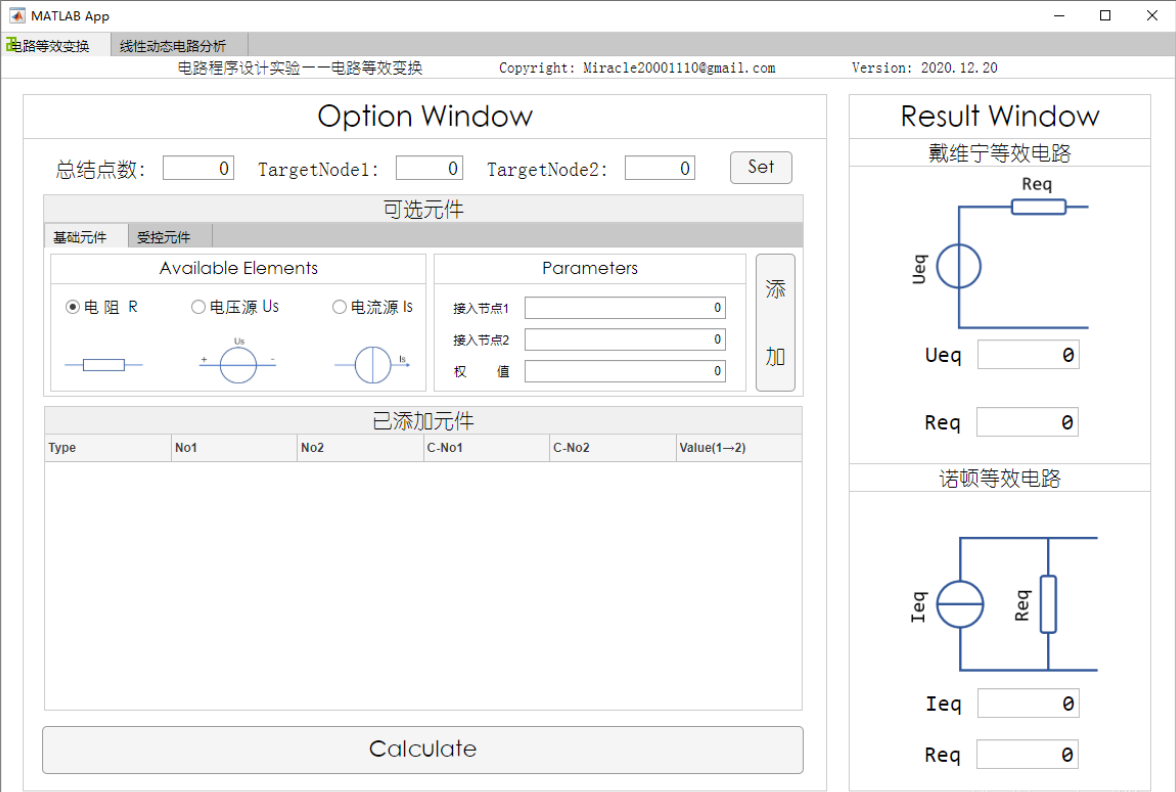 MATLAB App
电路等效变换 线性动态电路分析
电路程序设计实验一一电路等效变换 Copyright: Miracle20001110@gmail.com Version: 2020.12.20
Option Window
总结点数: 0 TargetNode1: 0 TargetNode2: 0 Set
可选元件
基础元件 受控元件
Available Elements
电 阻 R 电压源 Us 电流源 Is
Us
+ -
Is
Parameters
接入节点1 0
接入节点2 0
权 值 0
添
加
已添加元件
Type No1 No2 C-No1 C-No2 Value(1→2)
Calculate
Result Window
戴维宁等效电路
Req
Ueq
Ueq 0
Req 0
诺顿等效电路
Ieq Req
Ieq 0
Req 0